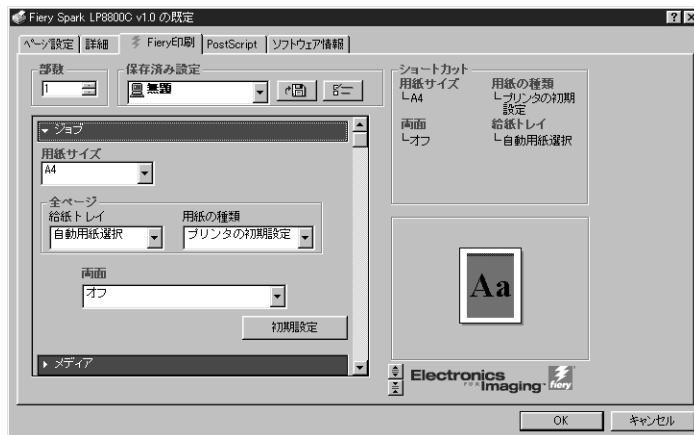 Fiery Spark LP8800C v1.0 の既定
ページ設定 詳細 Fiery印刷 PostScript ソフトウェア情報
部数
1
保存済み設定
無題
ジョブ
用紙サイズ
A4
全ページ
給紙トレイ 用紙の種類
自動用紙選択 プリンタの初期設定
両面
オフ
初期設定
メディア
ショートカット
用紙サイズ 用紙の種類
A4 プリンタの初期
設定
両面 給紙トレイ
オフ 自動用紙選択
Aa
Electronics
FOR Imaging
fiery
OK キャンセル